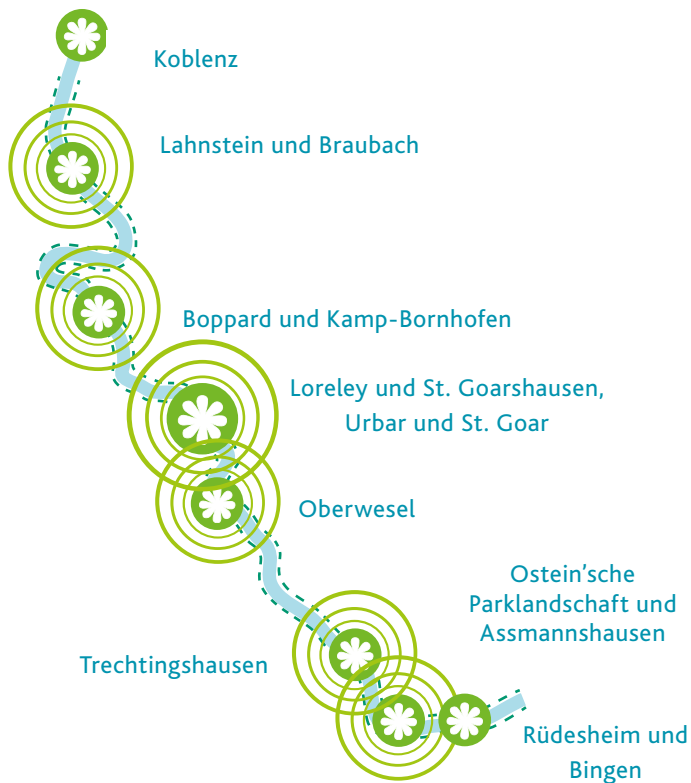 Koblenz
Lahnstein und Braubach
Boppard und Kamp-Bornhofen
Loreley und St. Goarshausen,
Urbar und St. Goar
Oberwesel
Ostein’sche
Parklandschaft und
Assmannshausen
Trechtingshausen
Rüdesheim und
Bingen